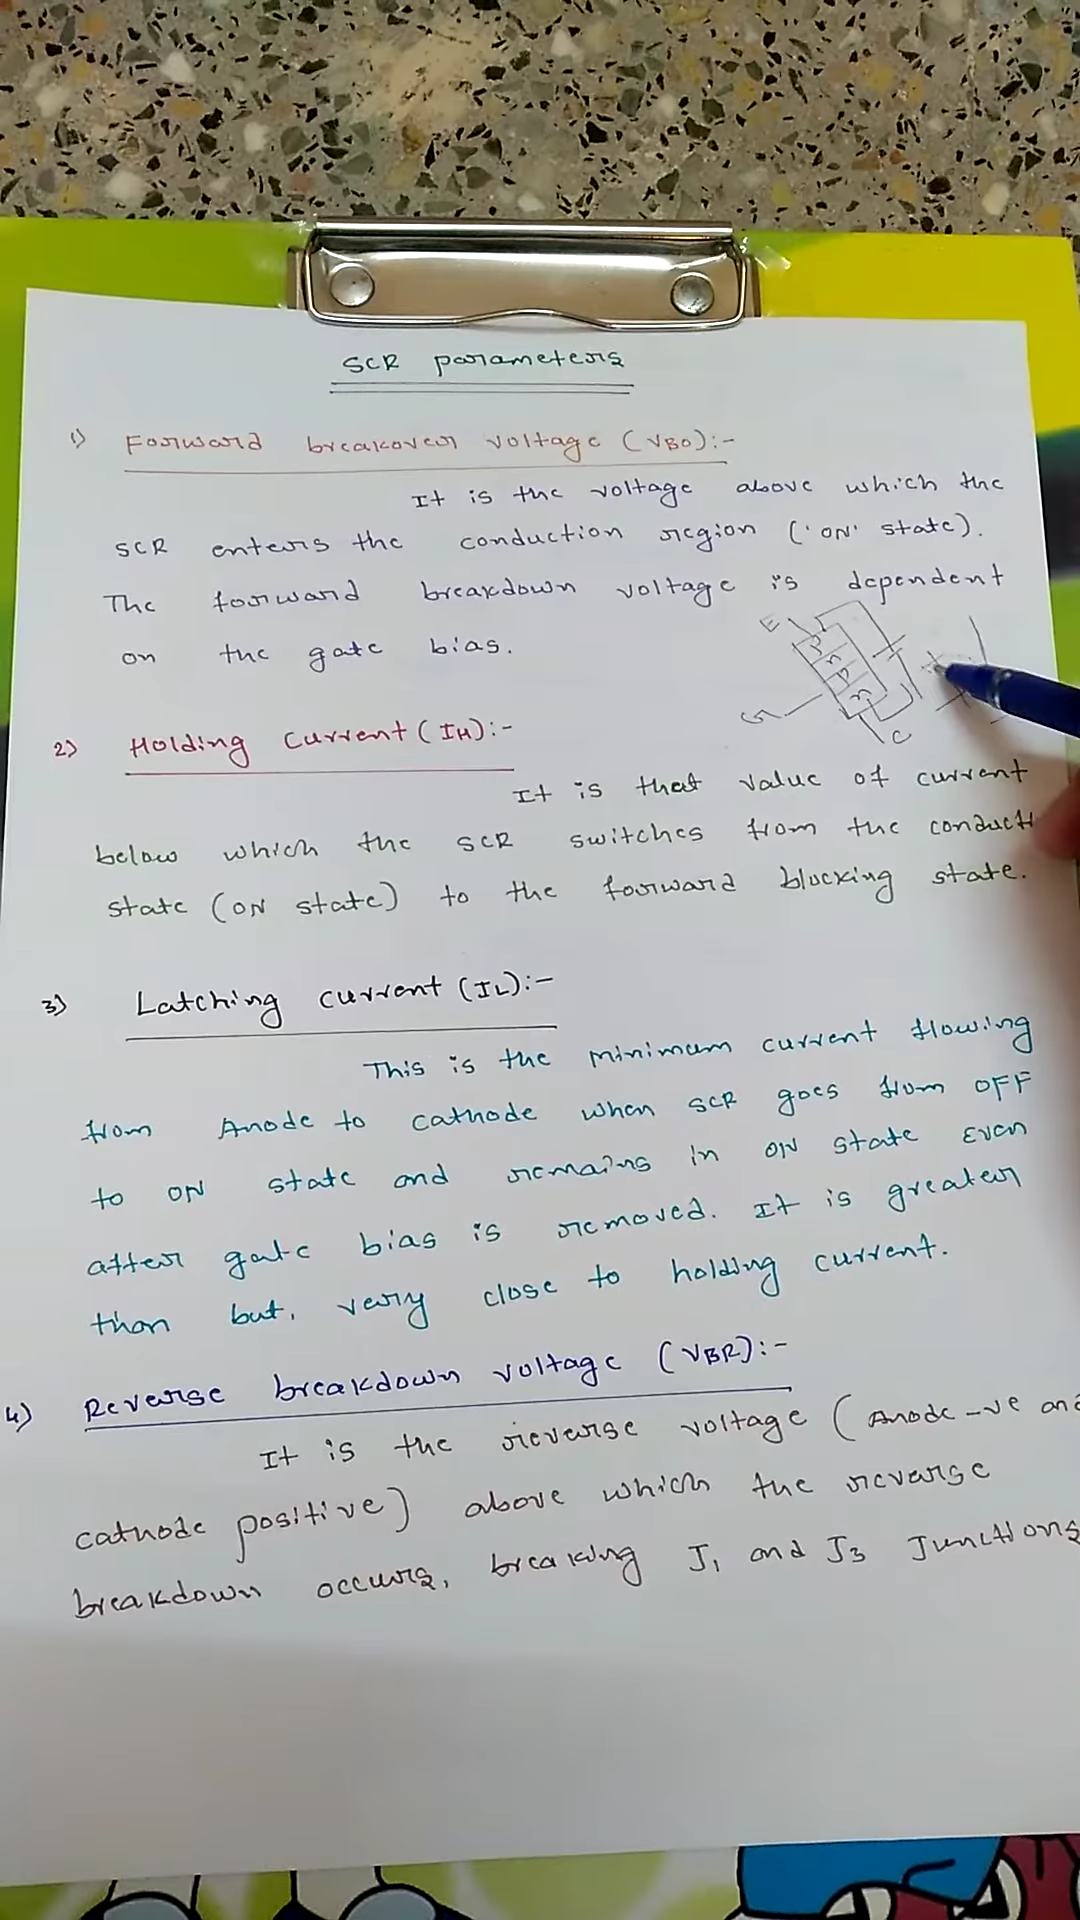 SCR parameters
1) Forward breakover voltage (VBO):-
It is the voltage above which the
SCR enters the conduction region ('ON' state).
The forward breakdown voltage is dependent
on the gate bias.
E
P
n
P
n
G
C
2) Holding Current (IH):-
It is that value of current
below which the SCR switches from the conducti
state (ON state) to the forward blocking state.
3) Latching current (IL):-
This is the minimum current flowing
from Anode to cathode when SCR goes from OFF
to ON state and remains in ON state even
after gate bias is removed. It is greater
than but, very close to holding current.
4) Reverse breakdown voltage (VBR):-
It is the reverse voltage (Anode -ve and
cathode positive) above which the reverse
breakdown occurs, breaking J1 and J3 Junctions